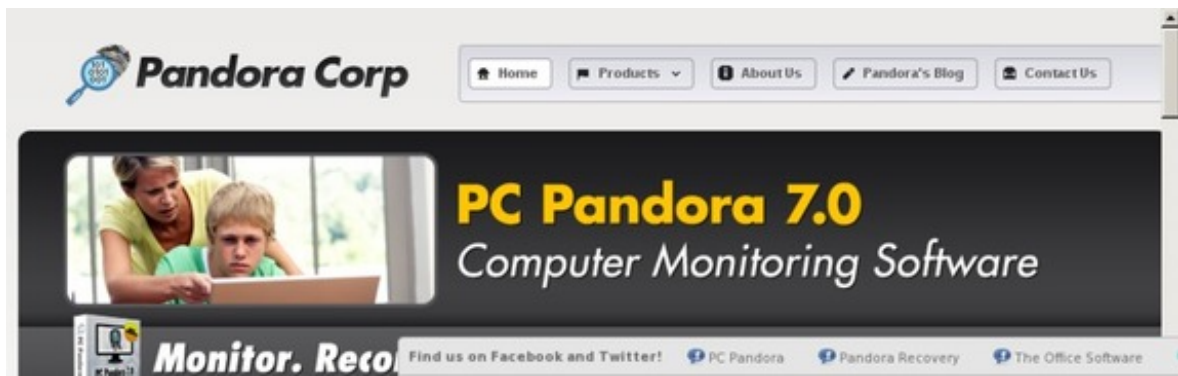 Pandora Corp
Home
Products
About Us
Pandora's Blog
Contact Us
PC Pandora 7.0
Computer Monitoring Software
Monitor. Reco
Find us on Facebook and Twitter!
PC Pandora
Pandora Recovery
The Office Software